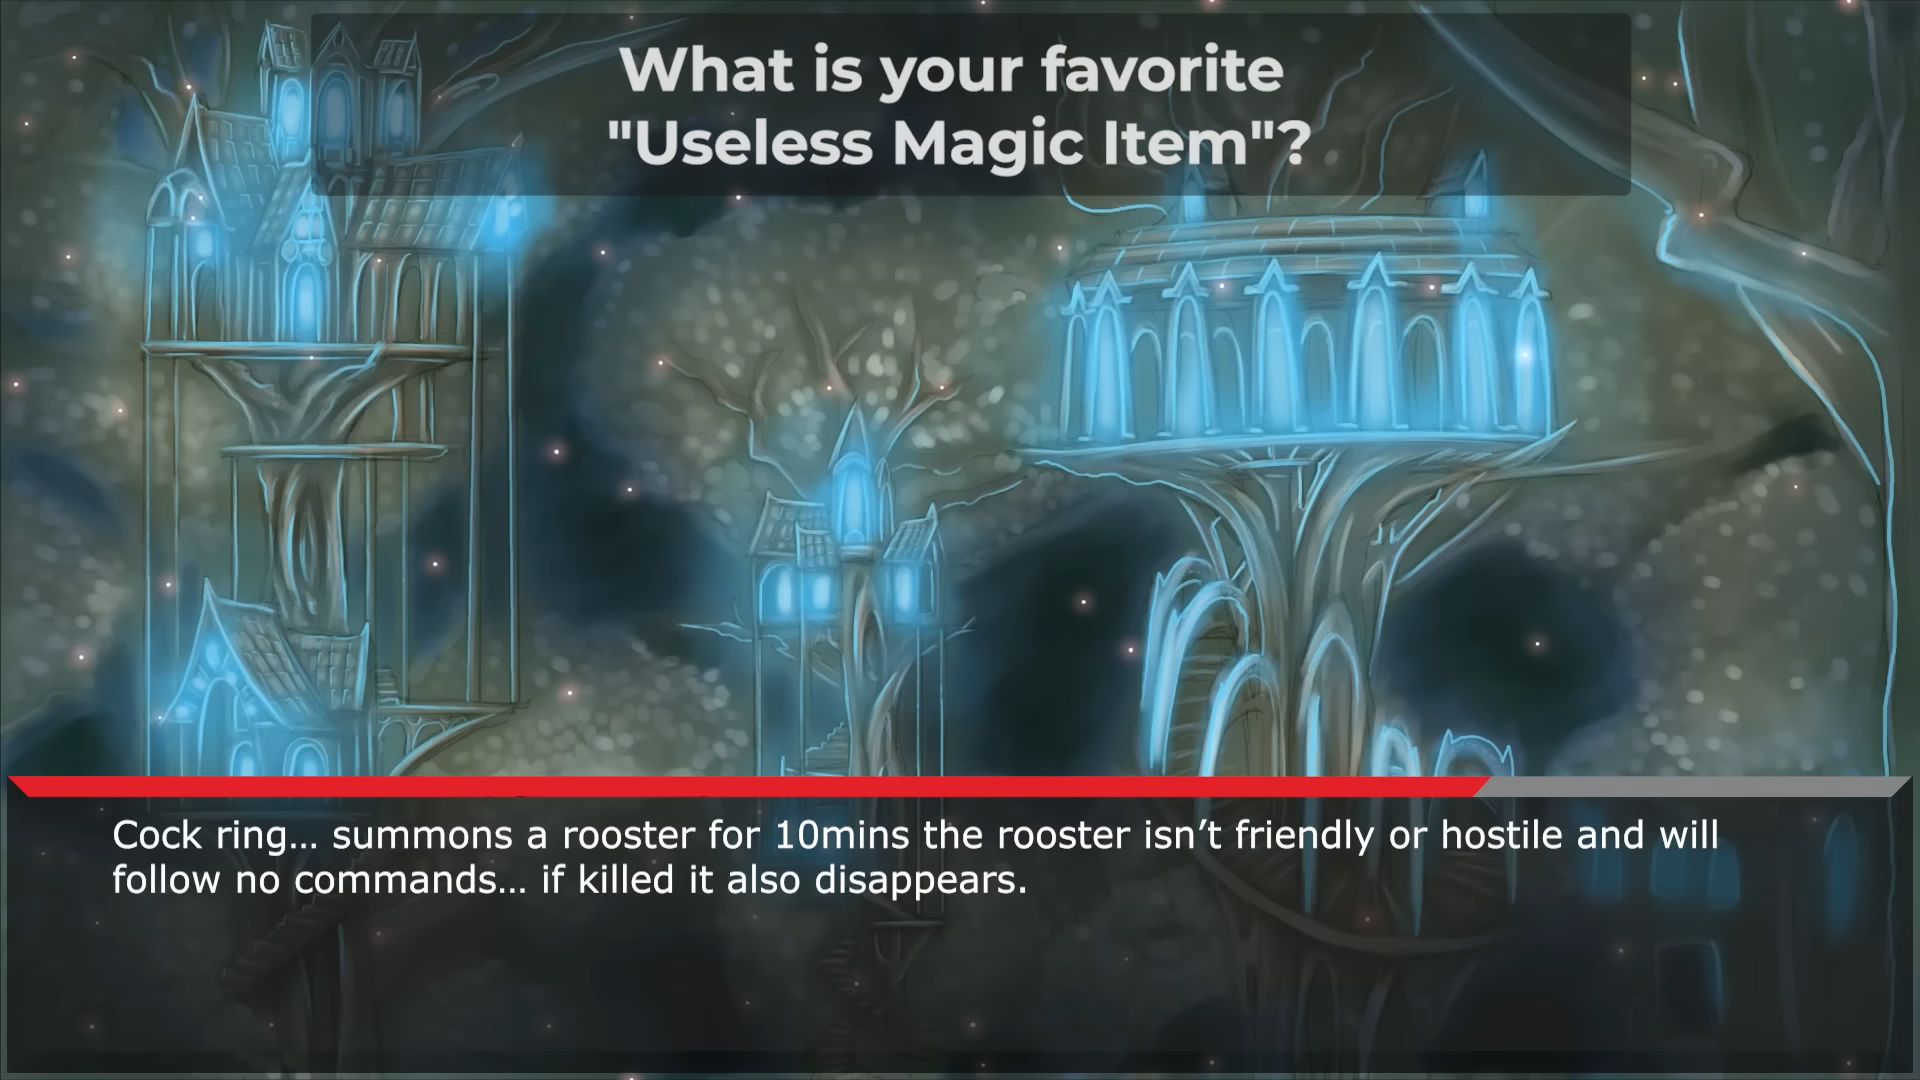 What is your favorite
"Useless Magic Item"?
Cock ring... summons a rooster for 10mins the rooster isn’t friendly or hostile and will
follow no commands... if killed it also disappears.